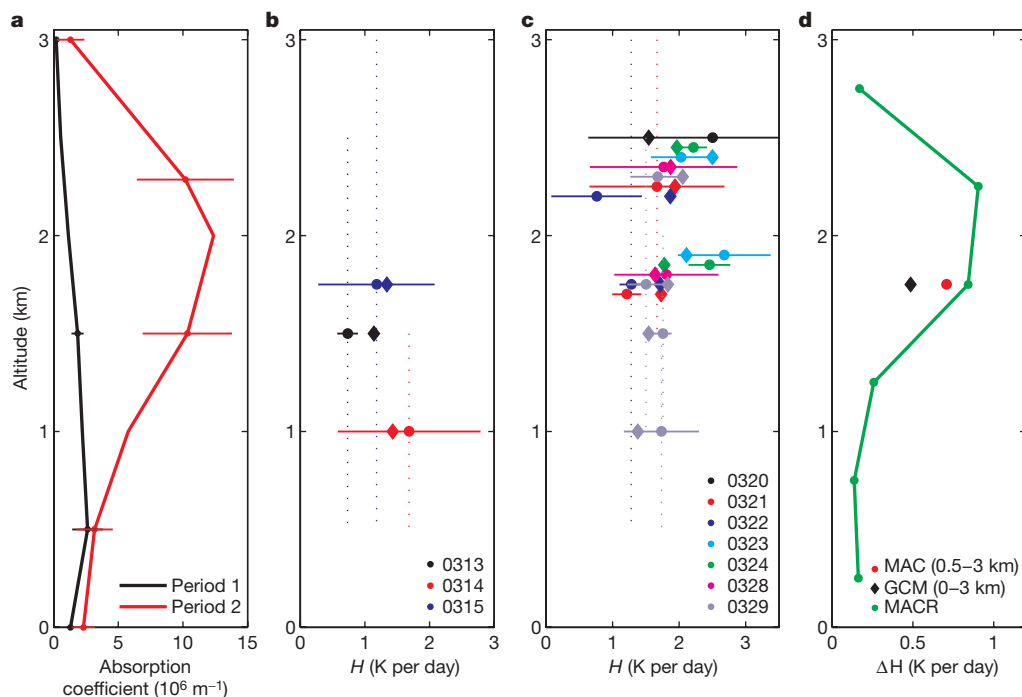 a
b
c
d
3
2
1
0
Altitude (km)
0
5
10
15
Absorption
coefficient (10⁶ m⁻¹)
Period 1
Period 2
3
2
1
0
0
1
2
3
H (K per day)
0313
0314
0315
3
2
1
0
0
1
2
3
H (K per day)
0320
0321
0322
0323
0324
0328
0329
3
2
1
0
0
0.5
1
ΔH (K per day)
MAC (0.5–3 km)
GCM (0–3 km)
MACR